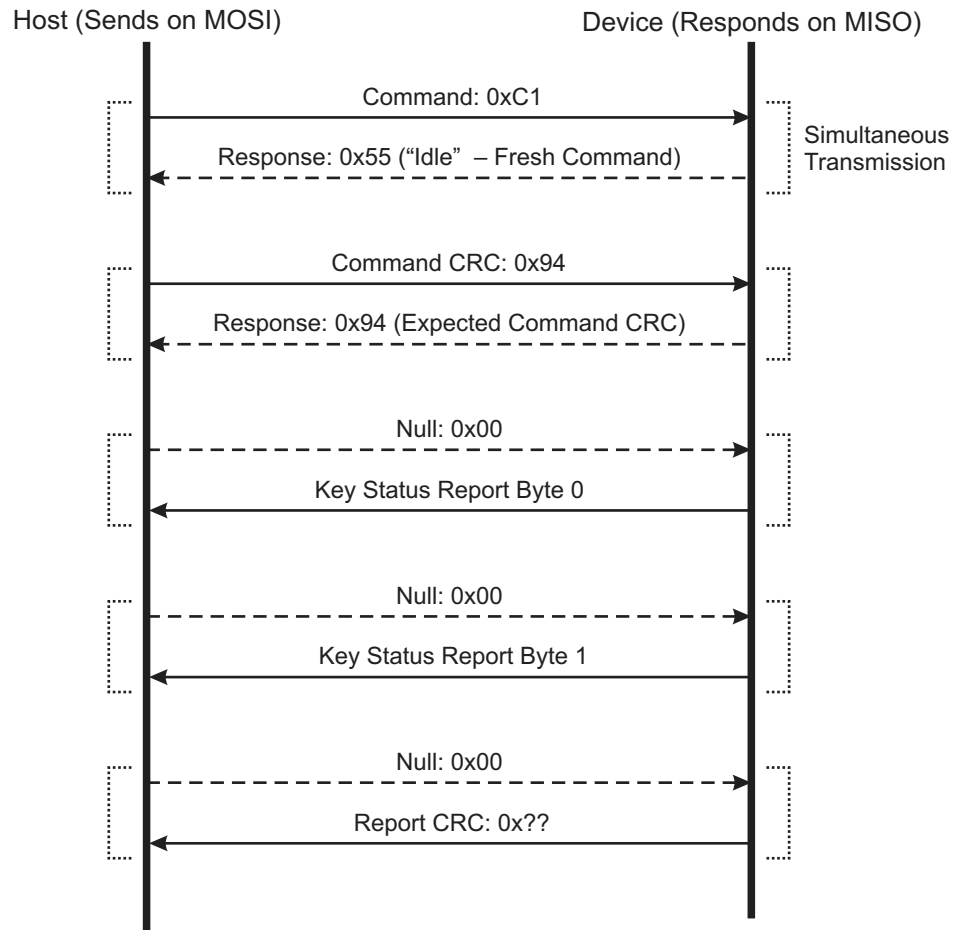 Host (Sends on MOSI)
Device (Responds on MISO)
Command: 0xC1
Response: 0x55 (“Idle” – Fresh Command)
Simultaneous
Transmission
Command CRC: 0x94
Response: 0x94 (Expected Command CRC)
Null: 0x00
Key Status Report Byte 0
Null: 0x00
Key Status Report Byte 1
Null: 0x00
Report CRC: 0x??